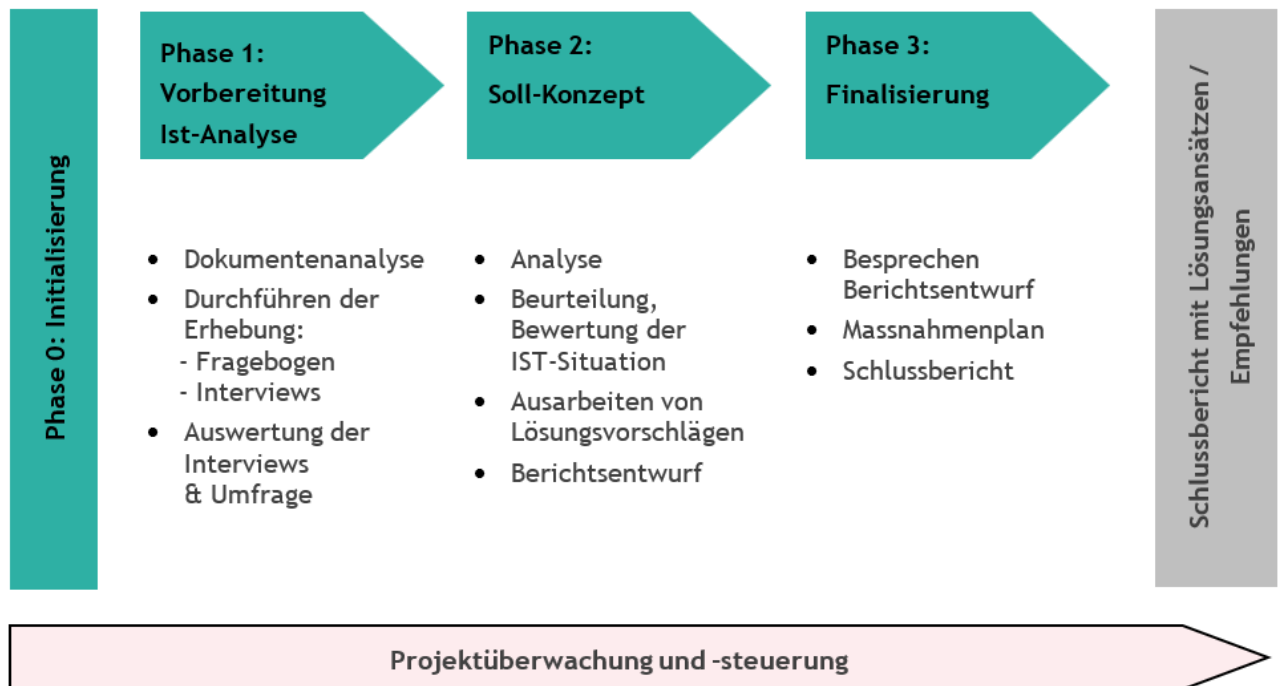 Phase 0: Initialisierung
Phase 1:
Vorbereitung
Ist-Analyse
• Dokumentenanalyse
• Durchführen der
Erhebung:
- Fragebogen
- Interviews
• Auswertung der
Interviews
& Umfrage
Phase 2:
Soll-Konzept
• Analyse
• Beurteilung,
Bewertung der
IST-Situation
• Ausarbeiten von
Lösungsvorschlägen
• Berichtsentwurf
Phase 3:
Finalisierung
• Besprechen
Berichtsentwurf
• Massnahmenplan
• Schlussbericht
Schlussbericht mit Lösungsansätzen /
Empfehlungen
Projektüberwachung und -steuerung